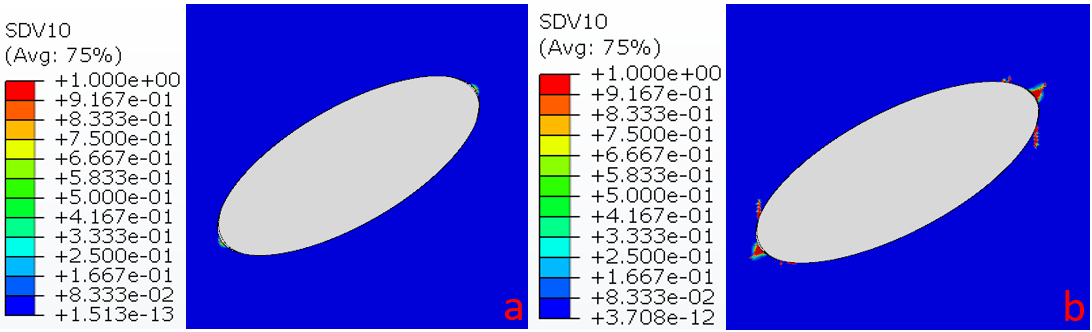 SDV10
(Avg: 75%)
+1.000e+00
+9.167e-01
+8.333e-01
+7.500e-01
+6.667e-01
+5.833e-01
+5.000e-01
+4.167e-01
+3.333e-01
+2.500e-01
+1.667e-01
+8.333e-02
+1.513e-13
a
SDV10
(Avg: 75%)
+1.000e+00
+9.167e-01
+8.333e-01
+7.500e-01
+6.667e-01
+5.833e-01
+5.000e-01
+4.167e-01
+3.333e-01
+2.500e-01
+1.667e-01
+8.333e-02
+3.708e-12
b